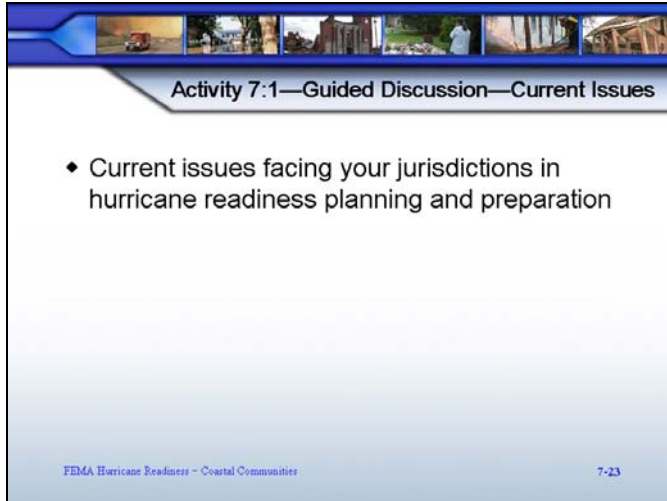 Activity 7:1—Guided Discussion—Current Issues
◆ Current issues facing your jurisdictions in
hurricane readiness planning and preparation
FEMA Hurricane Readiness – Coastal Communities 7-23